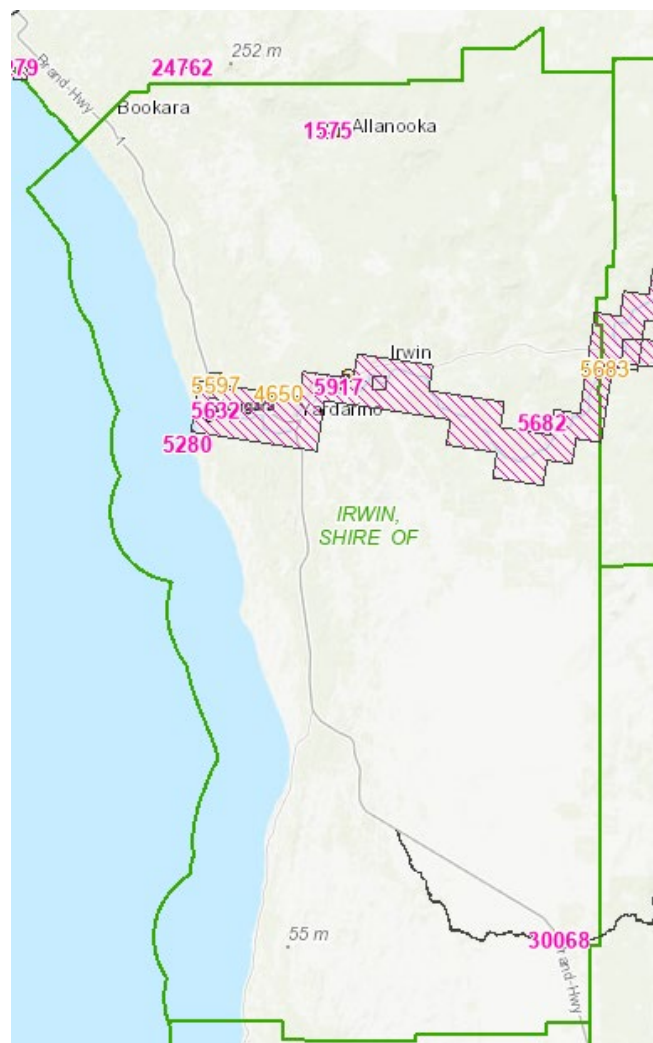 279
24762
252 m
Brand-Hwy
1
Bookara
1575
Allanooka
Irwin
5683
5597
4650
5917
5632
Yardarino
5682
5280
IRWIN,
SHIRE OF
30068
55 m
Brand-Hwy